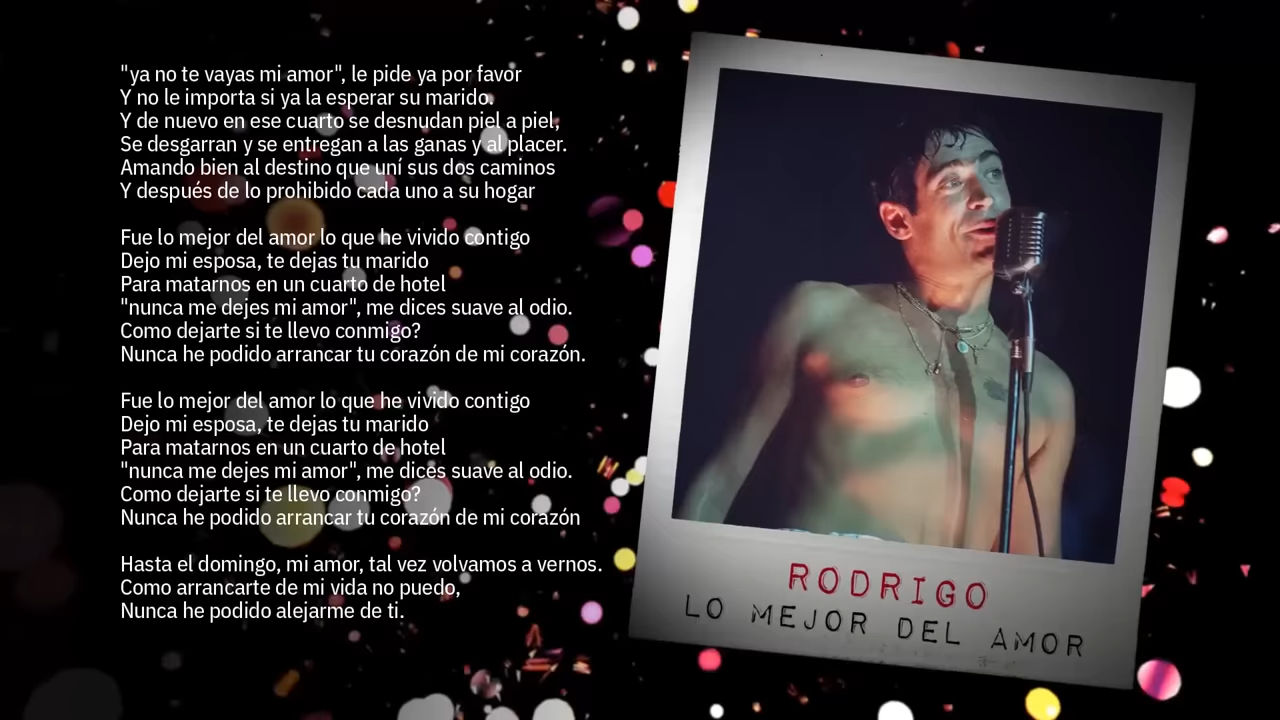 "ya no te vayas mi amor", le pide ya por favor
Y no le importa si ya la esperar su marido.
Y de nuevo en ese cuarto se desnudan piel a piel,
Se desgarran y se entregan a las ganas y al placer.
Amando bien al destino que uní sus dos caminos
Y después de lo prohibido cada uno a su hogar
Fue lo mejor del amor lo que he vivido contigo
Dejo mi esposa, te dejas tu marido
Para matarnos en un cuarto de hotel
"nunca me dejes mi amor", me dices suave al odio.
Como dejarte si te llevo conmigo?
Nunca he podido arrancar tu corazón de mi corazón.
Fue lo mejor del amor lo que he vivido contigo
Dejo mi esposa, te dejas tu marido
Para matarnos en un cuarto de hotel
"nunca me dejes mi amor", me dices suave al odio.
Como dejarte si te llevo conmigo?
Nunca he podido arrancar tu corazón de mi corazón
Hasta el domingo, mi amor, tal vez volvamos a vernos.
Como arrancarte de mi vida no puedo,
Nunca he podido alejarme de ti.
RODRIGO
LO MEJOR DEL AMOR